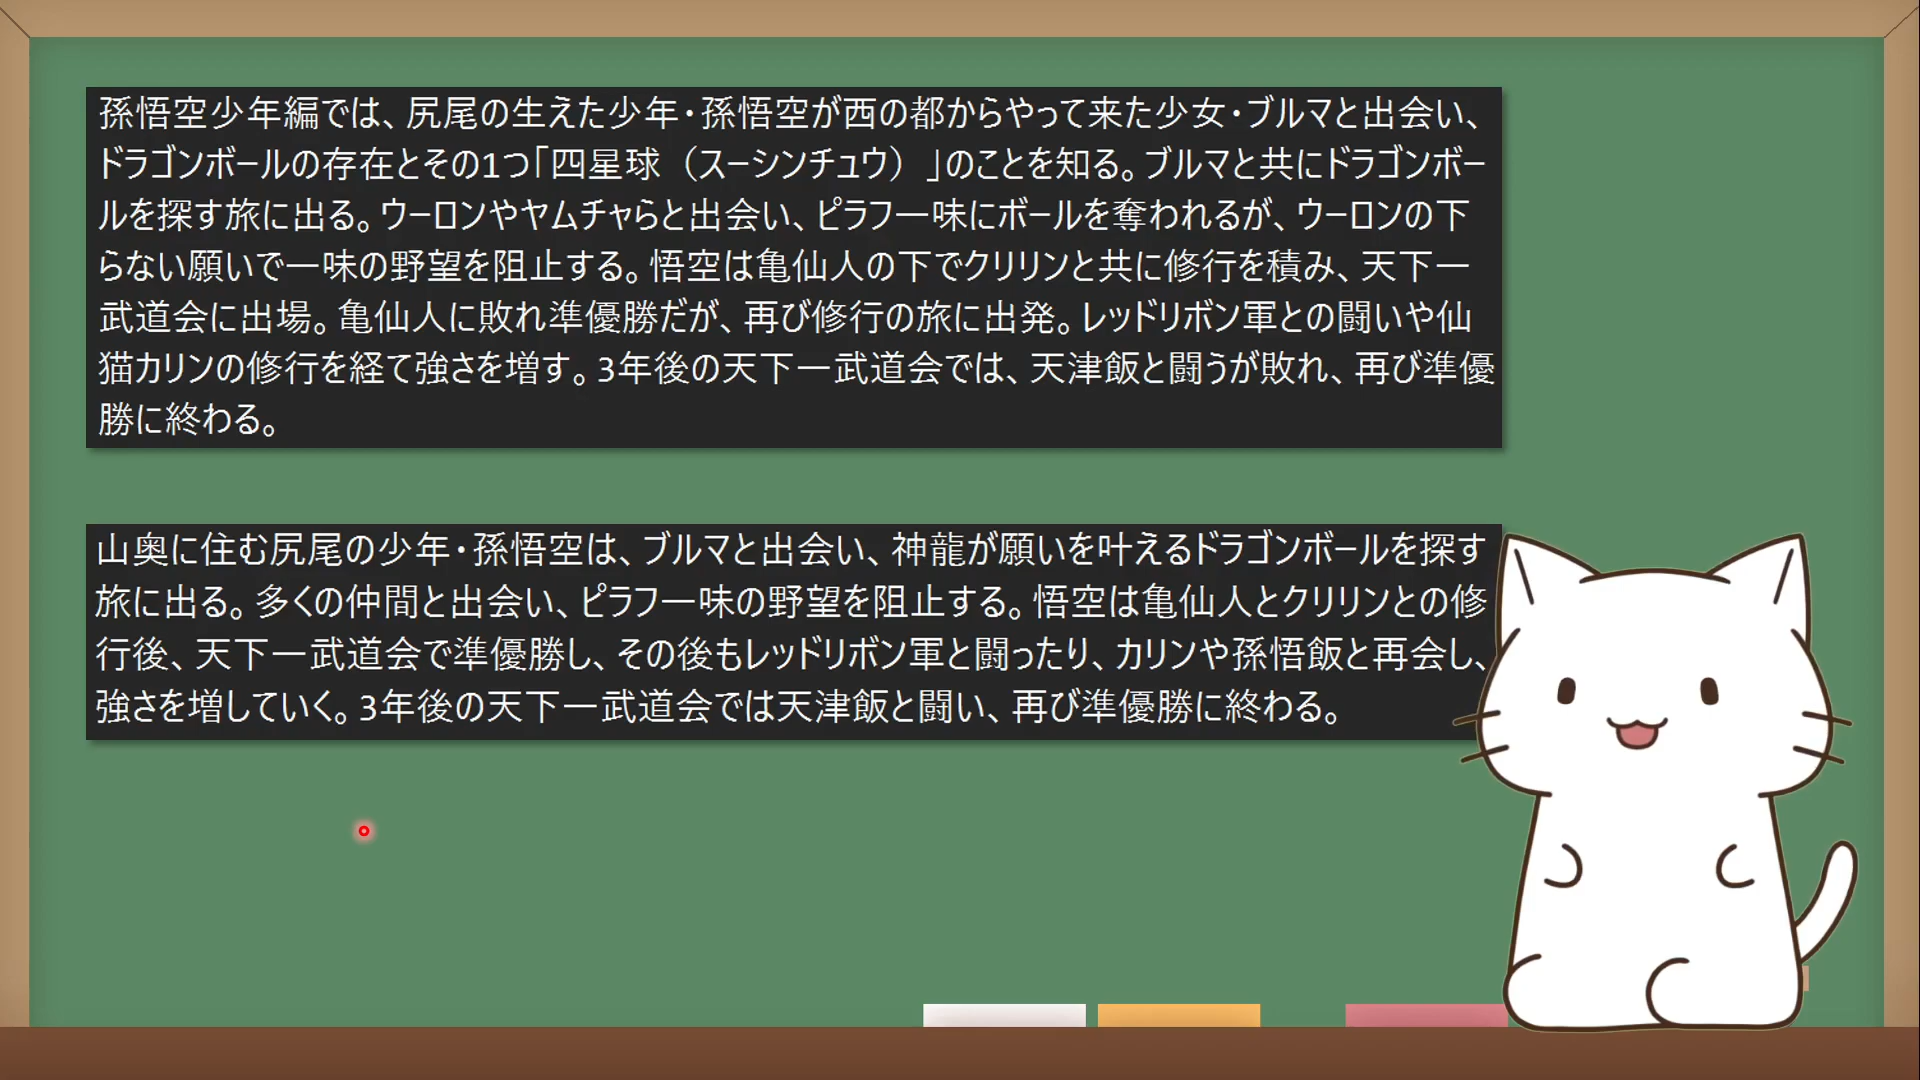 孫悟空少年編では、尻尾の生えた少年・孫悟空が西の都からやって来た少女・ブルマと出会い、
ドラゴンボールの存在とその1つ「四星球（スーシンチュウ）」のことを知る。ブルマと共にドラゴンボー
ルを探す旅に出る。ウーロンやヤムチャらと出会い、ピラフ一味にボールを奪われるが、ウーロンの下
らない願いで一味の野望を阻止する。悟空は亀仙人の下でクリリンと共に修行を積み、天下一
武道会に出場。亀仙人に敗れ準優勝だが、再び修行の旅に出発。レッドリボン軍との闘いや仙
猫カリンの修行を経て強さを増す。3年後の天下一武道会では、天津飯と闘うが敗れ、再び準優
勝に終わる。
山奥に住む尻尾の少年・孫悟空は、ブルマと出会い、神龍が願いを叶えるドラゴンボールを探す
旅に出る。多くの仲間と出会い、ピラフ一味の野望を阻止する。悟空は亀仙人とクリリンとの修
行後、天下一武道会で準優勝し、その後もレッドリボン軍と闘ったり、カリンや孫悟飯と再会し、
強さを増していく。3年後の天下一武道会では天津飯と闘い、再び準優勝に終わる。